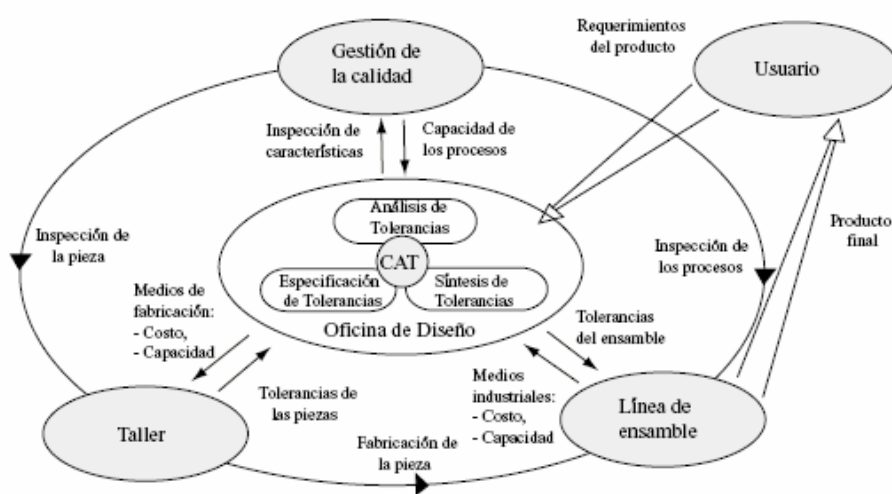 Gestión de
la calidad
Requerimientos
del producto
Usuario
Inspección de
características
Capacidad de
los procesos
Análisis de
Tolerancias
CAT
Especificación
de Tolerancias
Síntesis de
Tolerancias
Oficina de Diseño
Inspección de
la pieza
Inspección de
los procesos
Producto
final
Medios de
fabricación:
- Costo,
- Capacidad
Tolerancias
del ensamble
Tolerancias de
las piezas
Medios
industriales:
- Costo,
- Capacidad
Taller
Línea de
ensamble
Fabricación de
la pieza